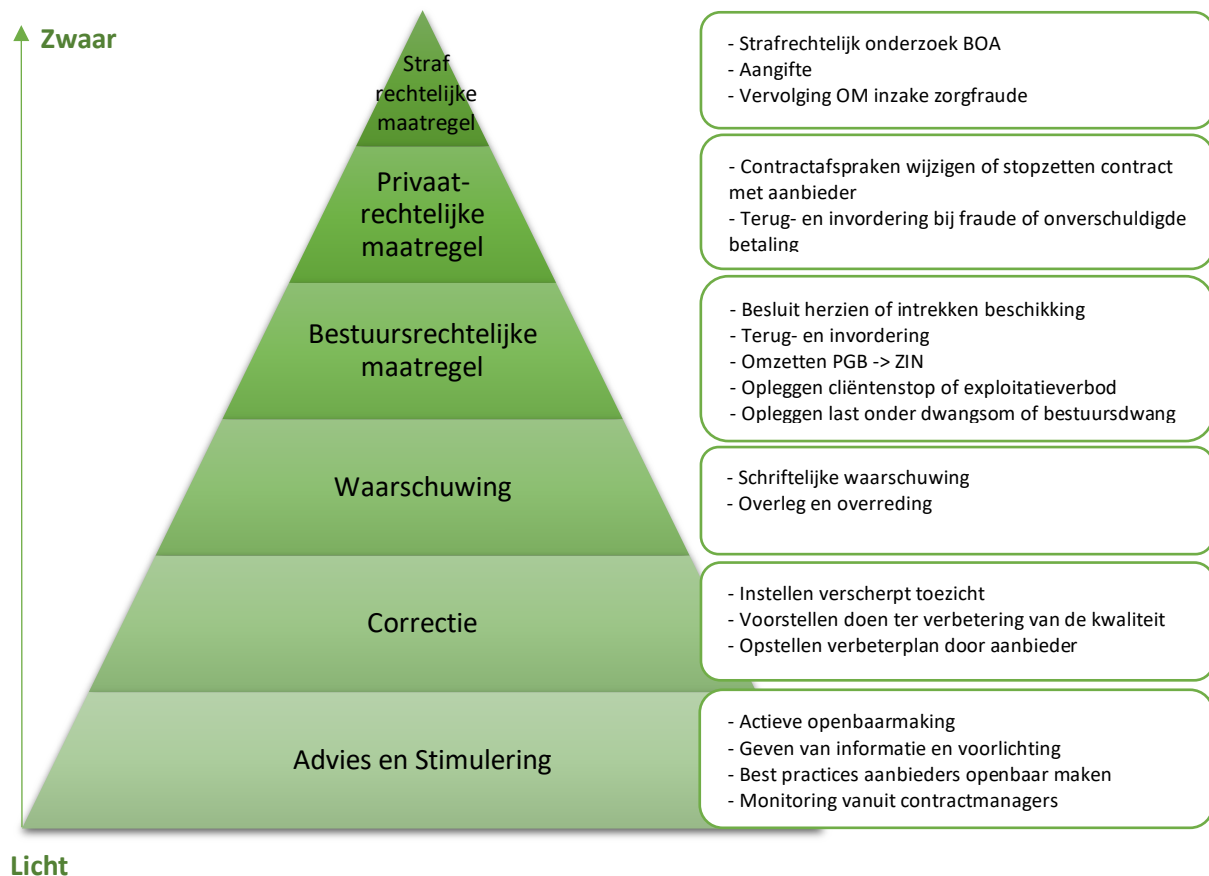 Zwaar
Straf
rechtelijke
maatregel
- Strafrechtelijk onderzoek BOA
- Aangifte
- Vervolging OM inzake zorgfraude
Privaat-
rechtelijke
maatregel
- Contractafspraken wijzigen of stopzetten contract
met aanbieder
- Terug- en invordering bij fraude of onverschuldigde
betaling
Bestuursrechtelijke
maatregel
- Besluit herzien of intrekken beschikking
- Terug- en invordering
- Omzetten PGB -> ZIN
- Opleggen cliëntenstop of exploitatieverbod
- Opleggen last onder dwangsom of bestuursdwang
Waarschuwing
- Schriftelijke waarschuwing
- Overleg en overreding
Correctie
- Instellen verscherpt toezicht
- Voorstellen doen ter verbetering van de kwaliteit
- Opstellen verbeterplan door aanbieder
Advies en Stimulering
- Actieve openbaarmaking
- Geven van informatie en voorlichting
- Best practices aanbieders openbaar maken
- Monitoring vanuit contractmanagers
Licht